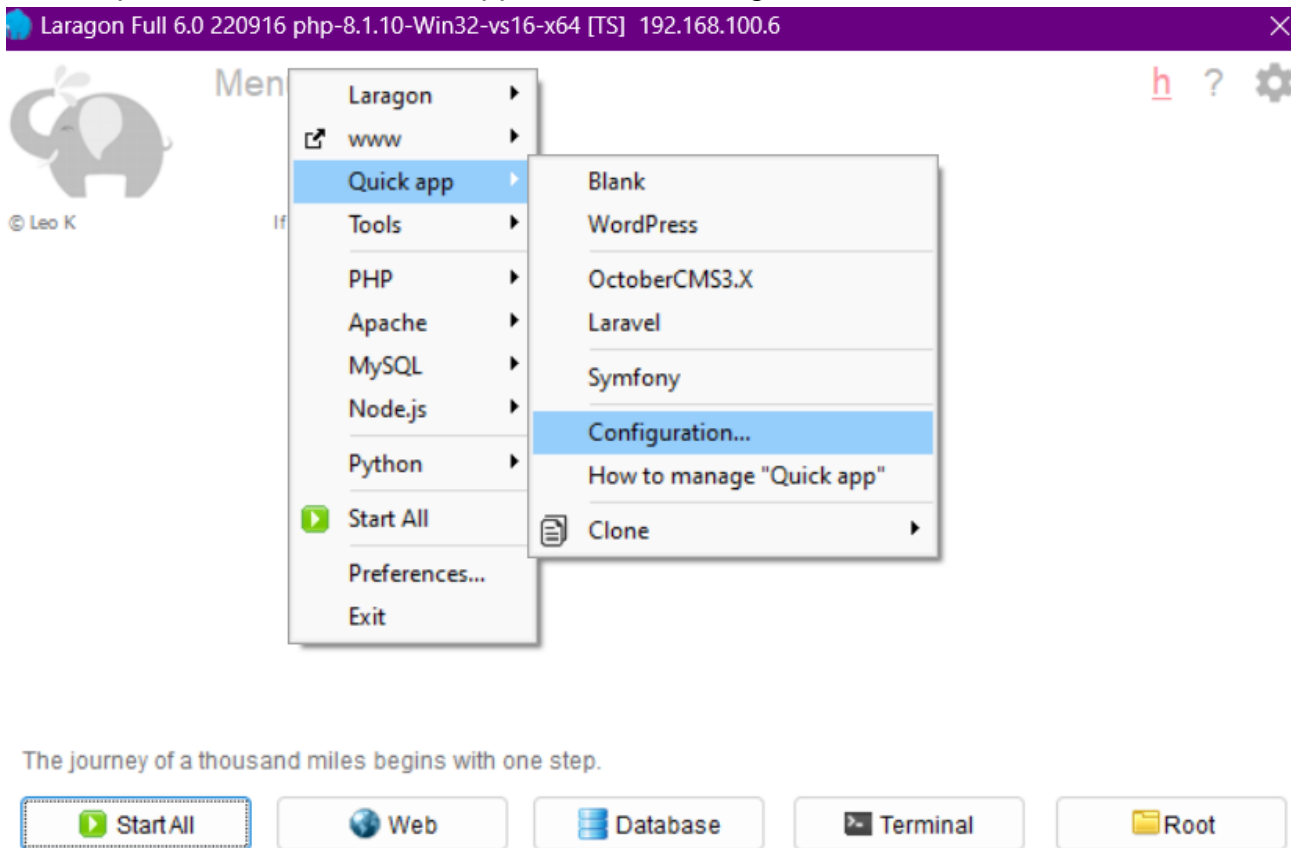 Laragon Full 6.0 220916 php-8.1.10-Win32-vs16-x64 [TS] 192.168.100.6
Men
h ?
Laragon
www
Quick app
Tools
PHP
Apache
MySQL
Node.js
Python
Start All
Preferences...
Exit
Blank
WordPress
OctoberCMS3.X
Laravel
Symfony
Configuration...
How to manage "Quick app"
Clone
© Leo K
If
The journey of a thousand miles begins with one step.
Start All Web Database Terminal Root